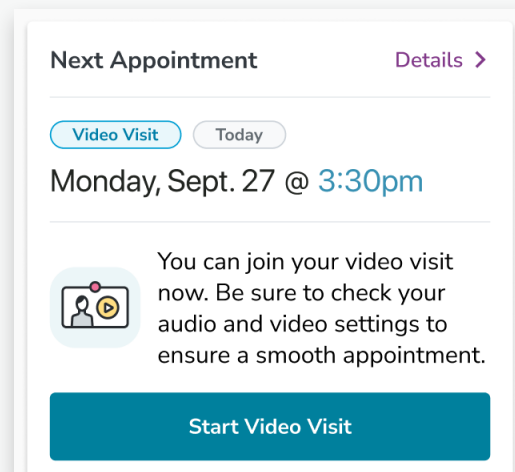 Next Appointment
Details
Video Visit
Today
Monday, Sept. 27 @ 3:30pm
You can join your video visit
now. Be sure to check your
audio and video settings to
ensure a smooth appointment.
Start Video Visit